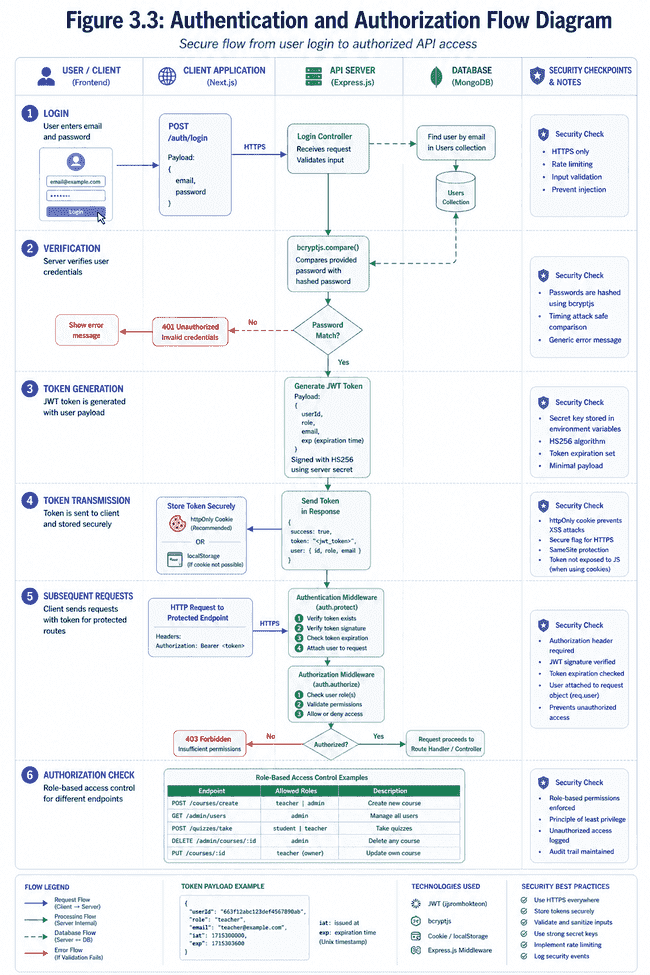 Figure 3.3: Authentication and Authorization Flow Diagram
Secure flow from user login to authorized API access
USER / CLIENT
(Frontend)
CLIENT APPLICATION
(Next.js)
API SERVER
(Express.js)
DATABASE
(MongoDB)
SECURITY CHECKPOINTS
& NOTES
1 LOGIN
User enters email
and password
email@example.com
Login
POST
/auth/login
Payload:
{
email,
password
}
HTTPS
Login Controller
Receives request
Validates input
Find user by email
in Users collection
Users
Collection
Security Check
• HTTPS only
• Rate limiting
• Input validation
• Prevent injection
2 VERIFICATION
Server verifies user
credentials
bcryptjs.compare()
Compares provided
password with
hashed password
Password
Match?
No
401 Unauthorized
Invalid credentials
Show error
message
Yes
Security Check
• Passwords are hashed
using bcryptjs
• Timing attack safe
comparison
• Generic error message
3 TOKEN GENERATION
JWT token is generated
with user payload
Generate JWT Token
Payload:
{
userId,
role,
email,
exp (expiration time)
}
Signed with HS256
using server secret
Security Check
• Secret key stored in
environment variables
• HS256 algorithm
• Token expiration set
• Minimal payload
4 TOKEN TRANSMISSION
Token is sent to client
and stored securely
Store Token Securely
httpOnly Cookie
(Recommended)
OR
localStorage
(If cookie not possible)
Send Token
in Response
{
success: true,
token: "<jwt_token>",
user: { id, role, email }
}
Security Check
• httpOnly cookie prevents
XSS attacks
• Secure flag for HTTPS
• SameSite protection
• Token not exposed to JS
(when using cookies)
5 SUBSEQUENT REQUESTS
Client sends requests
with token for protected
routes
HTTP Request to
Protected Endpoint
Headers:
Authorization: Bearer <token>
HTTPS
Authentication Middleware
(auth.protect)
1 Verify token exists
2 Verify token signature
3 Check token expiration
4 Attach user to request
Authorization Middleware
(auth.authorize)
1 Check user role(s)
2 Validate permissions
3 Allow or deny access
Authorized?
No
403 Forbidden
Insufficient permissions
Yes
Request proceeds to
Route Handler / Controller
Security Check
• Authorization header
required
• JWT signature verified
• Token expiration checked
• User attached to request
object (req.user)
• Prevents unauthorized
access
6 AUTHORIZATION CHECK
Role-based access control
for different endpoints
Role-Based Access Control Examples
Endpoint Allowed Roles Description
POST /courses/create teacher | admin Create new course
GET /admin/users admin Manage all users
POST /quizzes/take student | teacher Take quizzes
DELETE /admin/courses/:id admin Delete any course
PUT /courses/:id teacher (owner) Update own course
Security Check
• Role-based permissions
enforced
• Principle of least privilege
• Unauthorized access
logged
• Audit trail maintained
FLOW LEGEND
Request Flow
(Client → Server)
Processing Flow
(Server Internal)
Database Flow
(Server ↔ DB)
Error Flow
(If Validation Fails)
TOKEN PAYLOAD EXAMPLE
{
"userId": "663f12abc123def4567890ab",
"role": "teacher",
"email": "teacher@example.com",
"iat": 1715300000,
"exp": 1715303600
}
iat: issued at
exp: expiration time
(Unix timestamp)
TECHNOLOGIES USED
JWT (jjromhokteon)
bcryptjs
Cookie / localStorage
Express.js Middleware
SECURITY BEST PRACTICES
Use HTTPS everywhere
Store tokens securely
Validate and sanitize inputs
Use strong secret keys
Implement rate limiting
Log security events